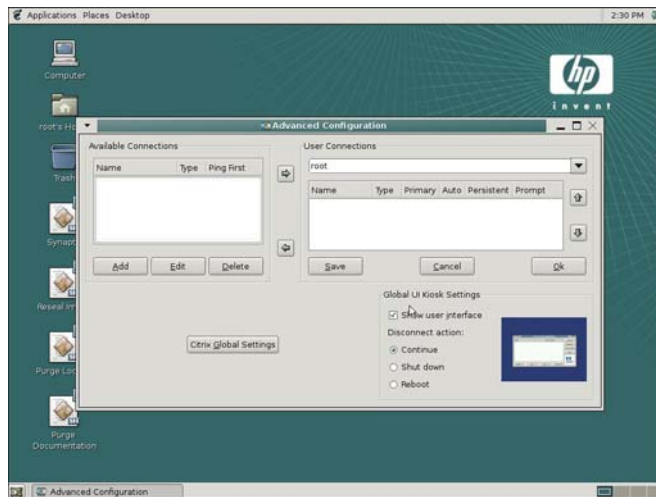 Applications Places Desktop
2:30 PM
Computer
hp
invent
root's H
Advanced Configuration
Trash
Available Connections
User Connections
Name Type Ping First
root
Name Type Primary Auto Persistent Prompt
Synapt
Add Edit Delete
Save Cancel Ok
Reseal Im
Global UI Kiosk Settings
Show user interface
Disconnect action:
Citrix Global Settings
Continue
Shut down
Reboot
Purge Loc
Purge
Documentation
Advanced Configuration